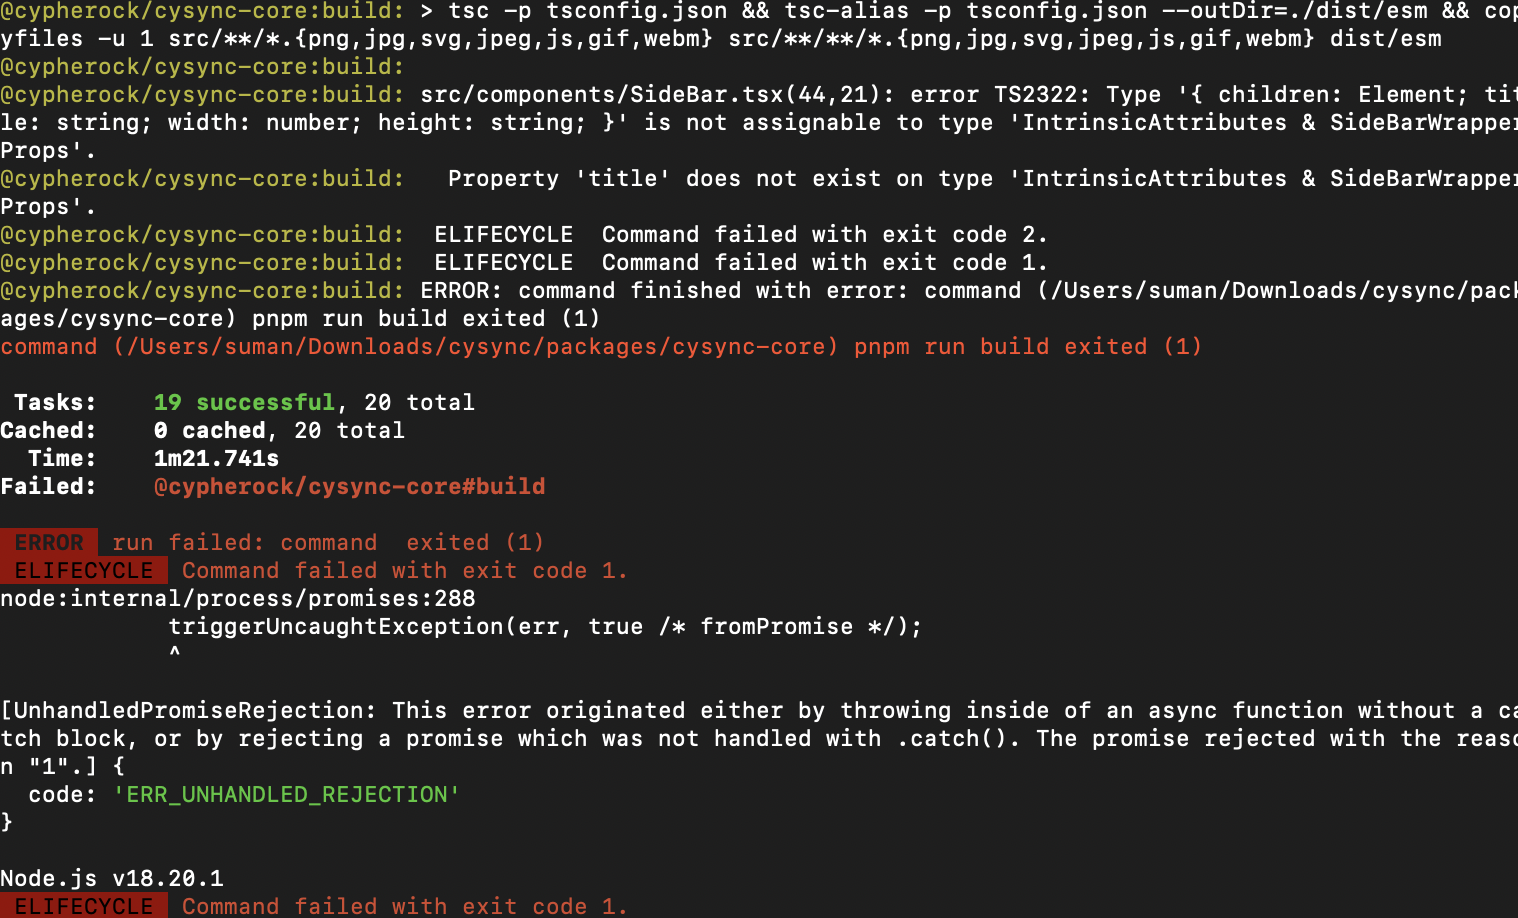 @cypherock/cysync-core:build: > tsc -p tsconfig.json && tsc-alias -p tsconfig.json --outDir=./dist/esm && cop
yfiles -u 1 src/**/*.{png,jpg,svg,jpeg,js,gif,webm} src/**/**/*.{png,jpg,svg,jpeg,js,gif,webm} dist/esm
@cypherock/cysync-core:build:
@cypherock/cysync-core:build: src/components/SideBar.tsx(44,21): error TS2322: Type '{ children: Element; tit
le: string; width: number; height: string; }' is not assignable to type 'IntrinsicAttributes & SideBarWrapper
Props'.
@cypherock/cysync-core:build:   Property 'title' does not exist on type 'IntrinsicAttributes & SideBarWrapper
Props'.
@cypherock/cysync-core:build:  ELIFECYCLE  Command failed with exit code 2.
@cypherock/cysync-core:build:  ELIFECYCLE  Command failed with exit code 1.
@cypherock/cysync-core:build: ERROR: command finished with error: command (/Users/suman/Downloads/cysync/pack
ages/cysync-core) pnpm run build exited (1)
command (/Users/suman/Downloads/cysync/packages/cysync-core) pnpm run build exited (1)
Tasks:    19 successful, 20 total
Cached:    0 cached, 20 total
Time:    1m21.741s
Failed:    @cypherock/cysync-core#build
ERROR  run failed: command  exited (1)
ELIFECYCLE  Command failed with exit code 1.
node:internal/process/promises:288
            triggerUncaughtException(err, true /* fromPromise */);
            ^
[UnhandledPromiseRejection: This error originated either by throwing inside of an async function without a ca
tch block, or by rejecting a promise which was not handled with .catch(). The promise rejected with the reaso
n "1".] {
  code: 'ERR_UNHANDLED_REJECTION'
}
Node.js v18.20.1
ELIFECYCLE  Command failed with exit code 1.